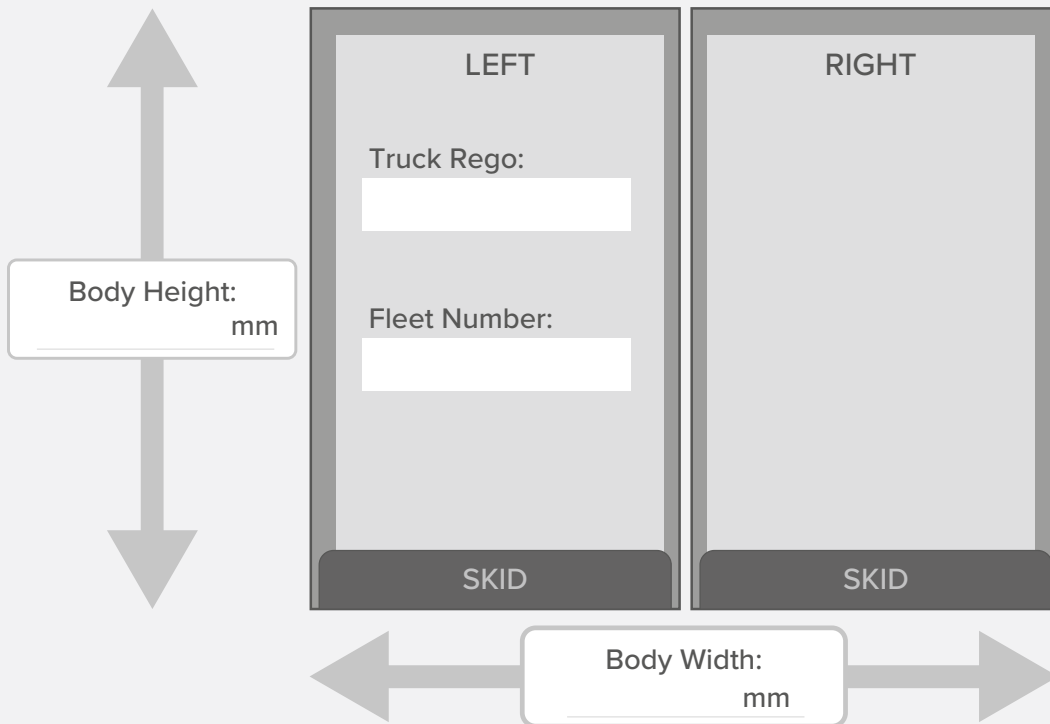 LEFT
RIGHT
Truck Rego:
Body Height:
mm
Fleet Number:
SKID
SKID
Body Width:
mm